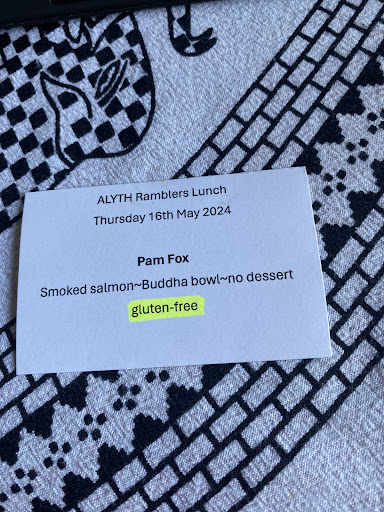 ALYTH Ramblers Lunch
Thursday 16th May 2024
Pam Fox
Smoked salmon~Buddha bowl~no dessert
gluten-free